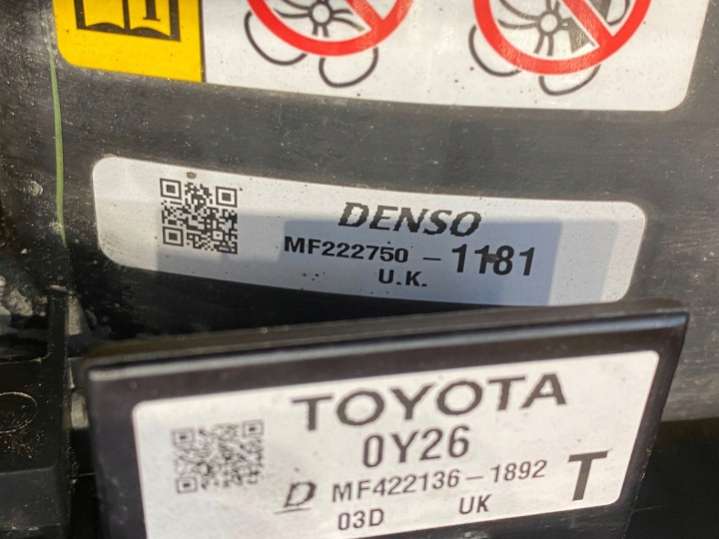 DENSO
MF222750-1181
U.K.
TOYOTA
0Y26
D MF422136-1892 T
03D UK